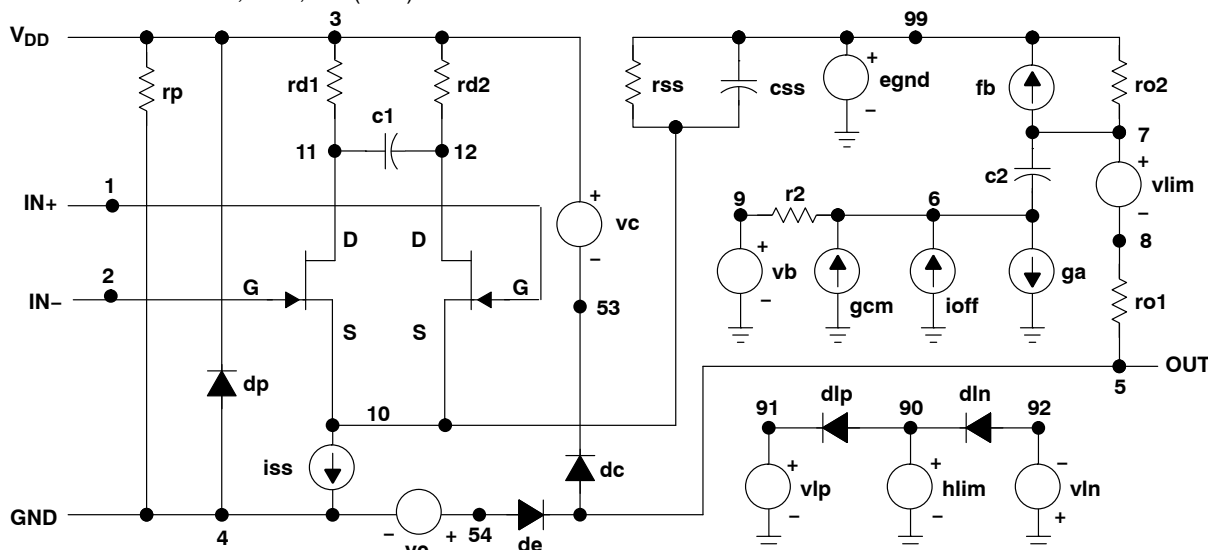 3
99
VDD
rp
rd1
rd2
rss
css
egnd
fb
ro2
c1
11
12
7
c2
vlim
1
IN+
9
r2
6
8
D
D
vc
vb
gcm
ioff
ga
2
IN−
G
G
53
ro1
S
S
OUT
5
dp
10
91
dlp
90
dln
92
iss
dc
vlp
hlim
vln
GND
4
ve
54
de
+
−
+
−
+
−
+
−
−
+
+
−
+
−
−
+